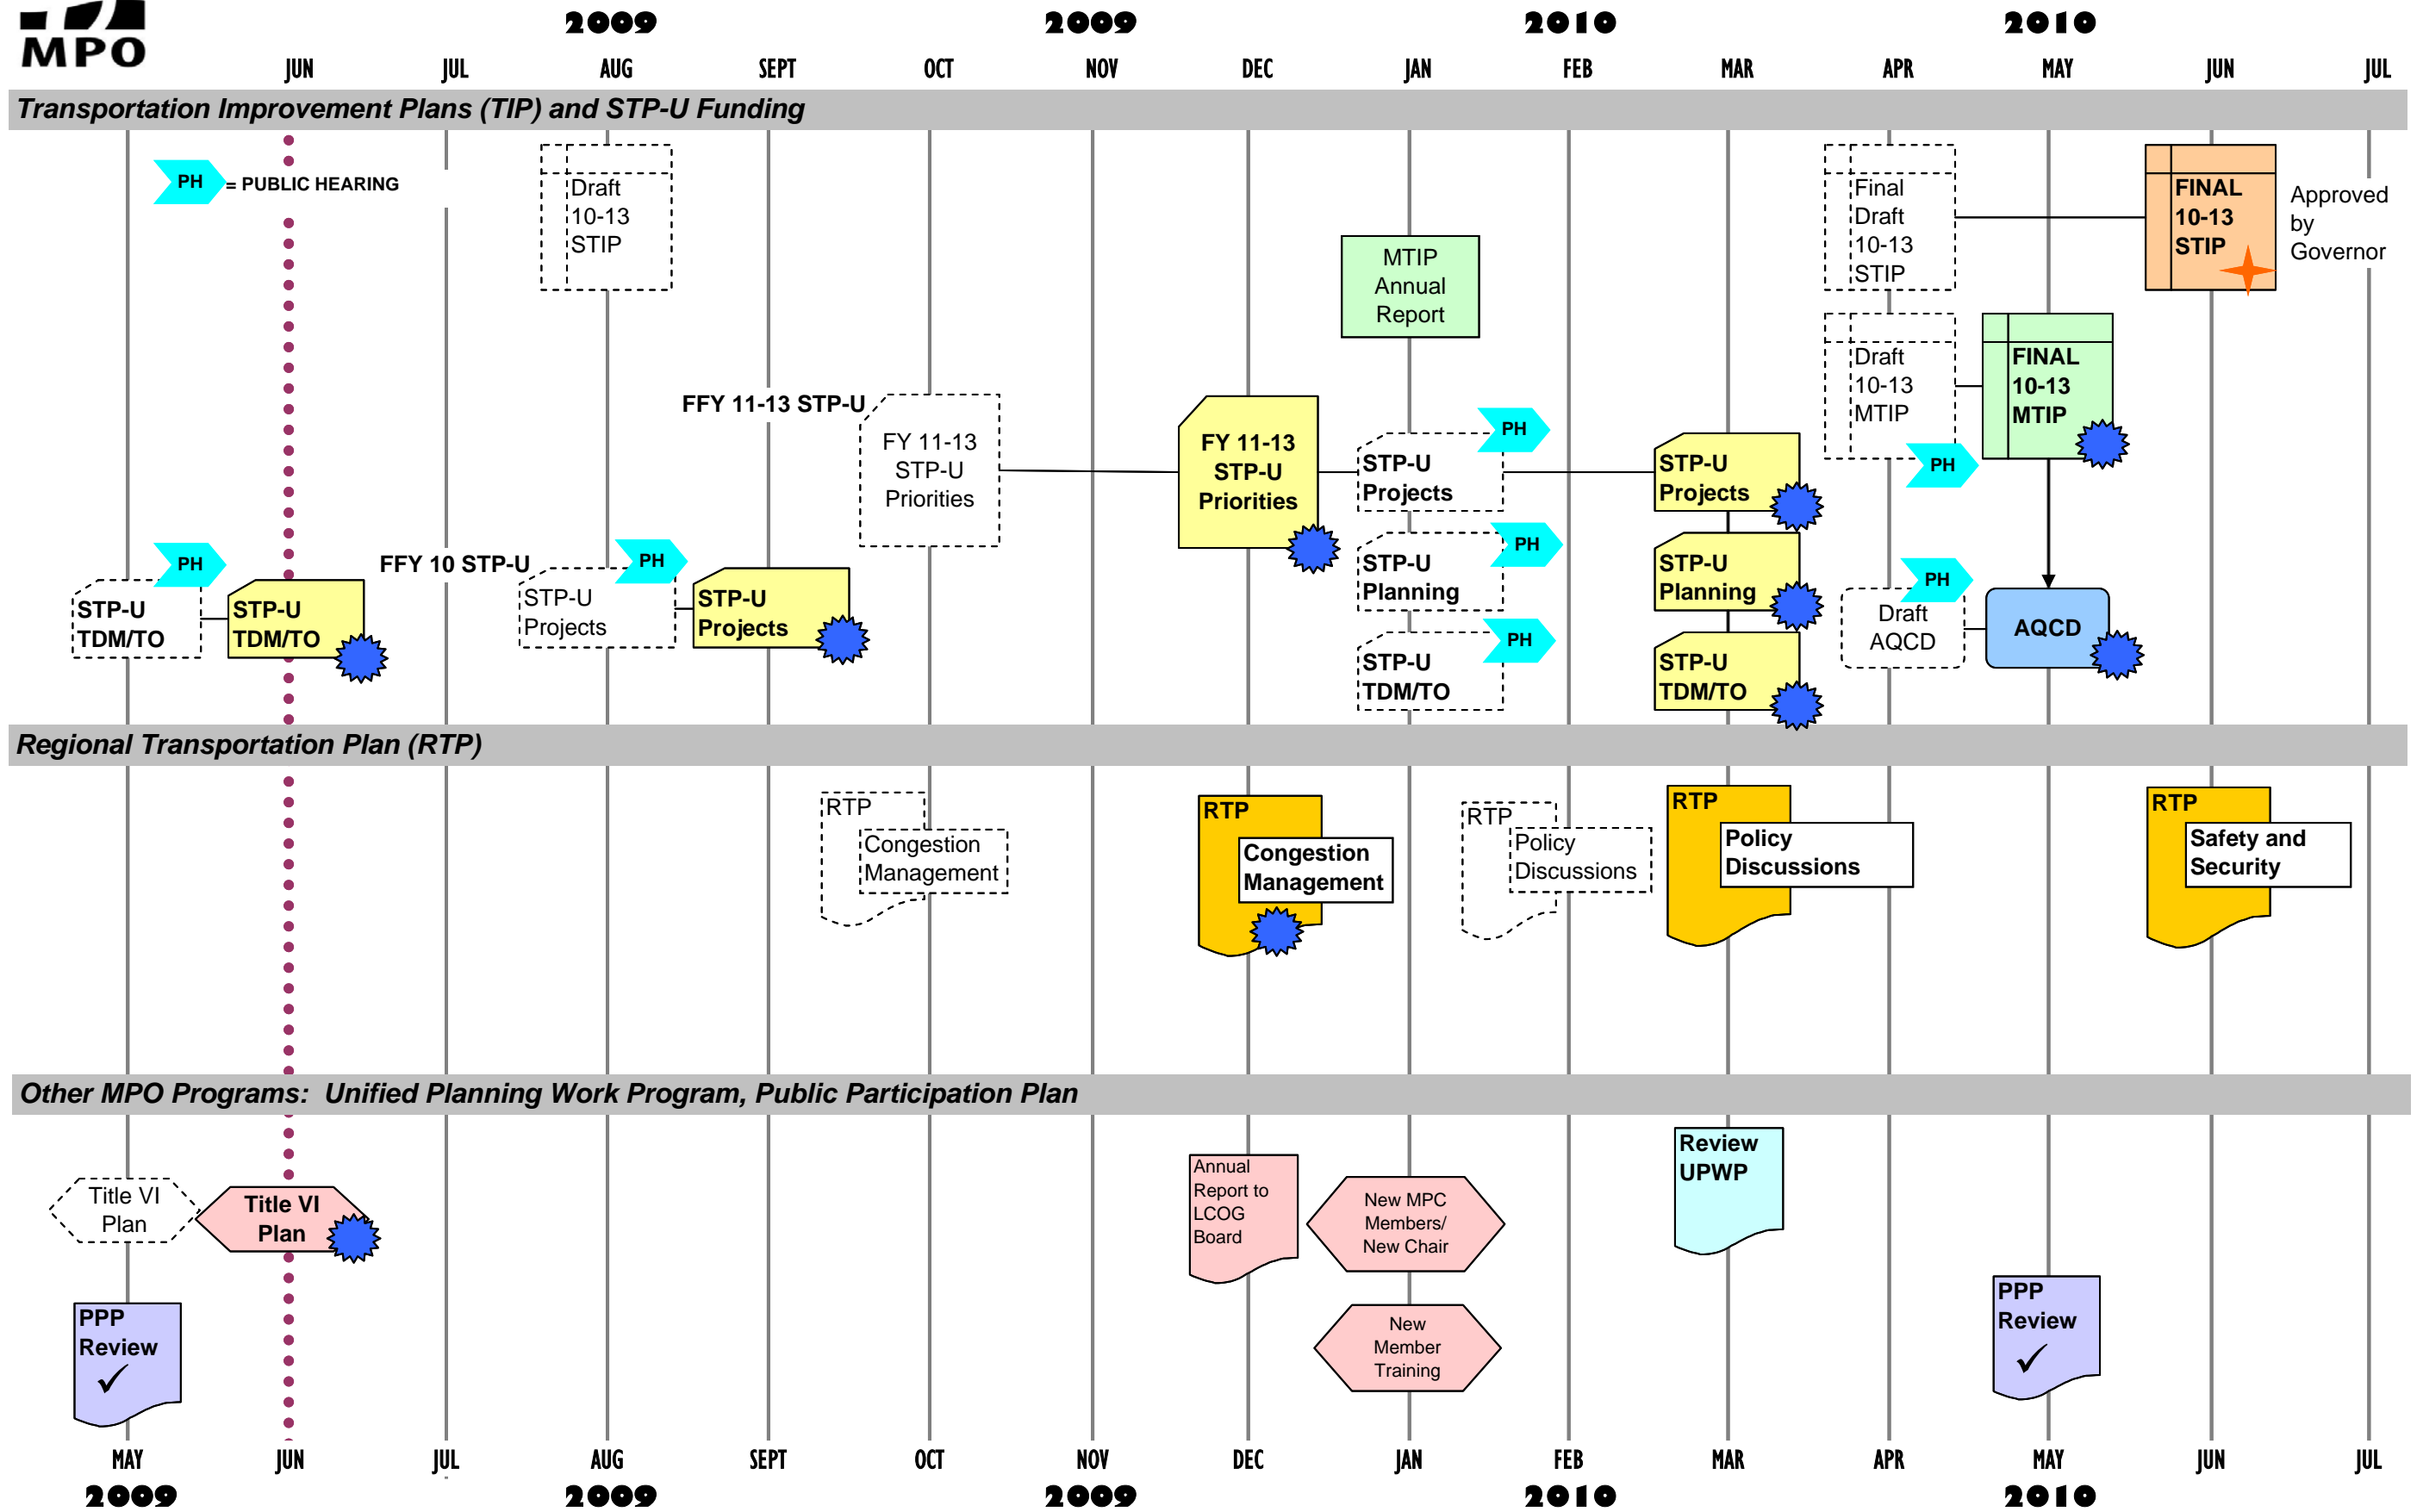 MPO
2009
2009
2010
2010
JUN
JUL
AUG
SEPT
OCT
NOV
DEC
JAN
FEB
MAR
APR
MAY
JUN
JUL
Transportation Improvement Plans (TIP) and STP-U Funding
PH
= PUBLIC HEARING
Draft
10-13
STIP
Final
Draft
10-13
STIP
FINAL
10-13
STIP
Approved
by
Governor
MTIP
Annual
Report
Draft
10-13
MTIP
PH
FINAL
10-13
MTIP
FFY 11-13 STP-U
FY 11-13
STP-U
Priorities
FY 11-13
STP-U
Priorities
PH
STP-U
Projects
STP-U
Projects
PH
STP-U
Planning
STP-U
Planning
PH
STP-U
TDM/TO
STP-U
TDM/TO
PH
STP-U
TDM/TO
STP-U
TDM/TO
FFY 10 STP-U
PH
STP-U
Projects
STP-U
Projects
PH
Draft
AQCD
AQCD
Regional Transportation Plan (RTP)
RTP
Congestion
Management
RTP
Congestion
Management
RTP
Policy
Discussions
RTP
Policy
Discussions
RTP
Safety and
Security
Other MPO Programs: Unified Planning Work Program, Public Participation Plan
Title VI
Plan
Title VI
Plan
Annual
Report to
LCOG
Board
New MPC
Members/
New Chair
Review
UPWP
PPP
Review
New
Member
Training
PPP
Review
MAY
JUN
JUL
AUG
SEPT
OCT
NOV
DEC
JAN
FEB
MAR
APR
MAY
JUN
JUL
2009
2009
2009
2010
2010